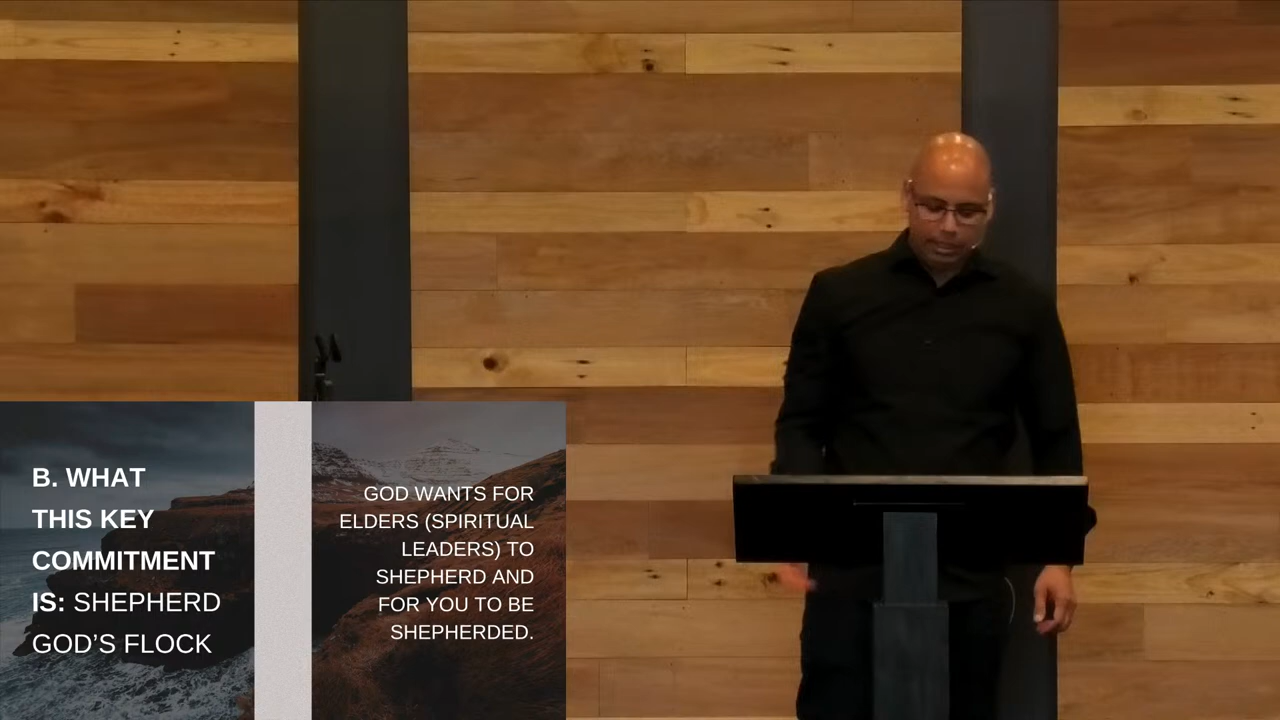 B. WHAT
THIS KEY
COMMITMENT
IS: SHEPHERD
GOD’S FLOCK
GOD WANTS FOR
ELDERS (SPIRITUAL
LEADERS) TO
SHEPHERD AND
FOR YOU TO BE
SHEPHERDED.